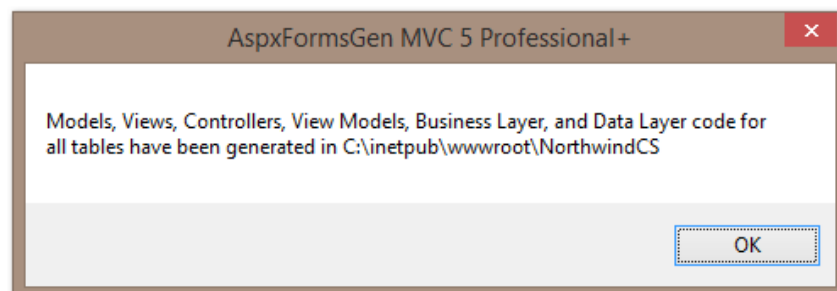 AspxFormsGen MVC 5 Professional+
Models, Views, Controllers, View Models, Business Layer, and Data Layer code for
all tables have been generated in C:\inetpub\wwwroot\NorthwindCS
OK